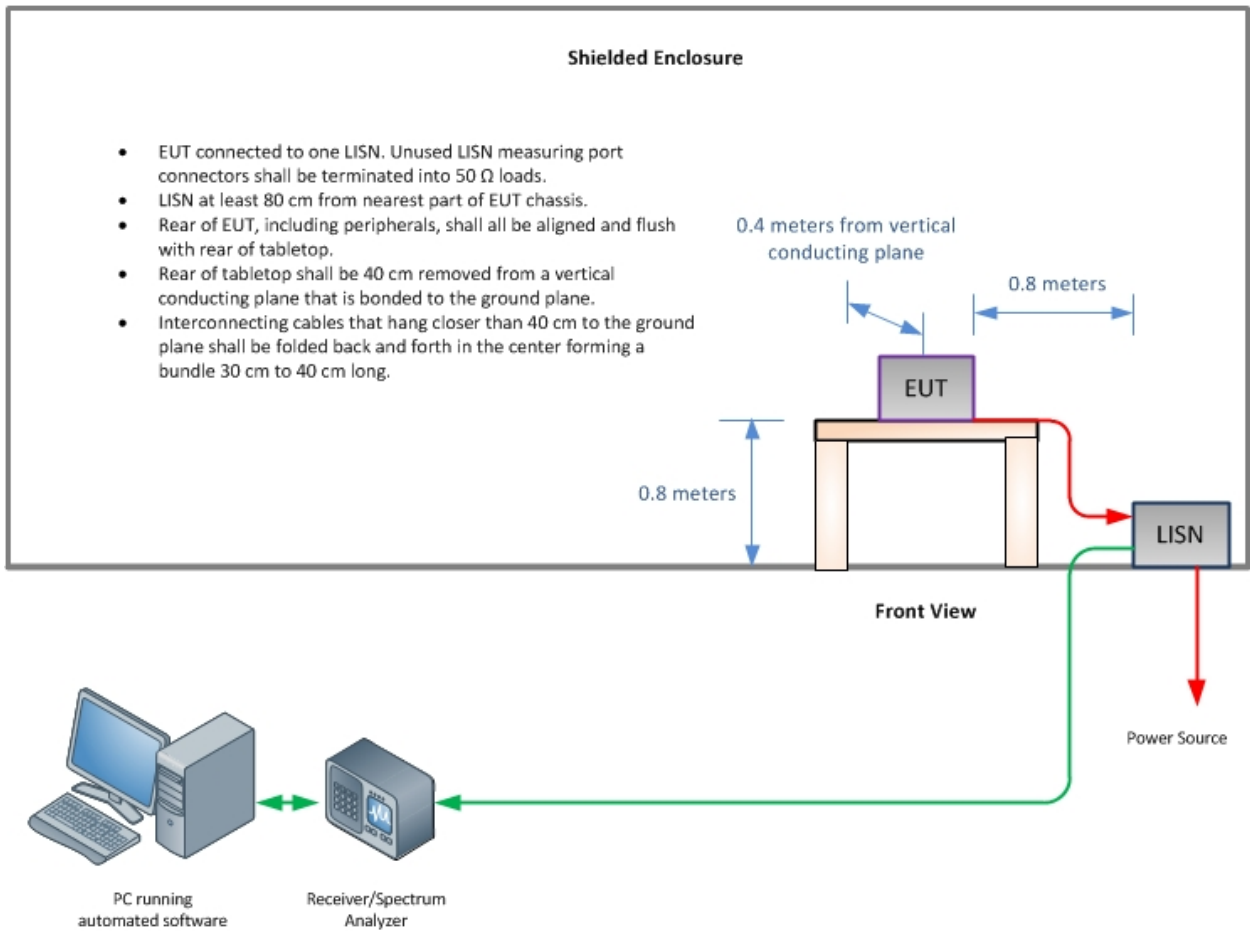 Shielded Enclosure
• EUT connected to one LISN. Unused LISN measuring port
connectors shall be terminated into 50 Ω loads.
• LISN at least 80 cm from nearest part of EUT chassis.
• Rear of EUT, including peripherals, shall all be aligned and flush
with rear of tabletop.
• Rear of tabletop shall be 40 cm removed from a vertical
conducting plane that is bonded to the ground plane.
• Interconnecting cables that hang closer than 40 cm to the ground
plane shall be folded back and forth in the center forming a
bundle 30 cm to 40 cm long.
0.4 meters from vertical
conducting plane
0.8 meters
EUT
0.8 meters
LISN
Front View
Power Source
PC running
automated software
Receiver/Spectrum
Analyzer